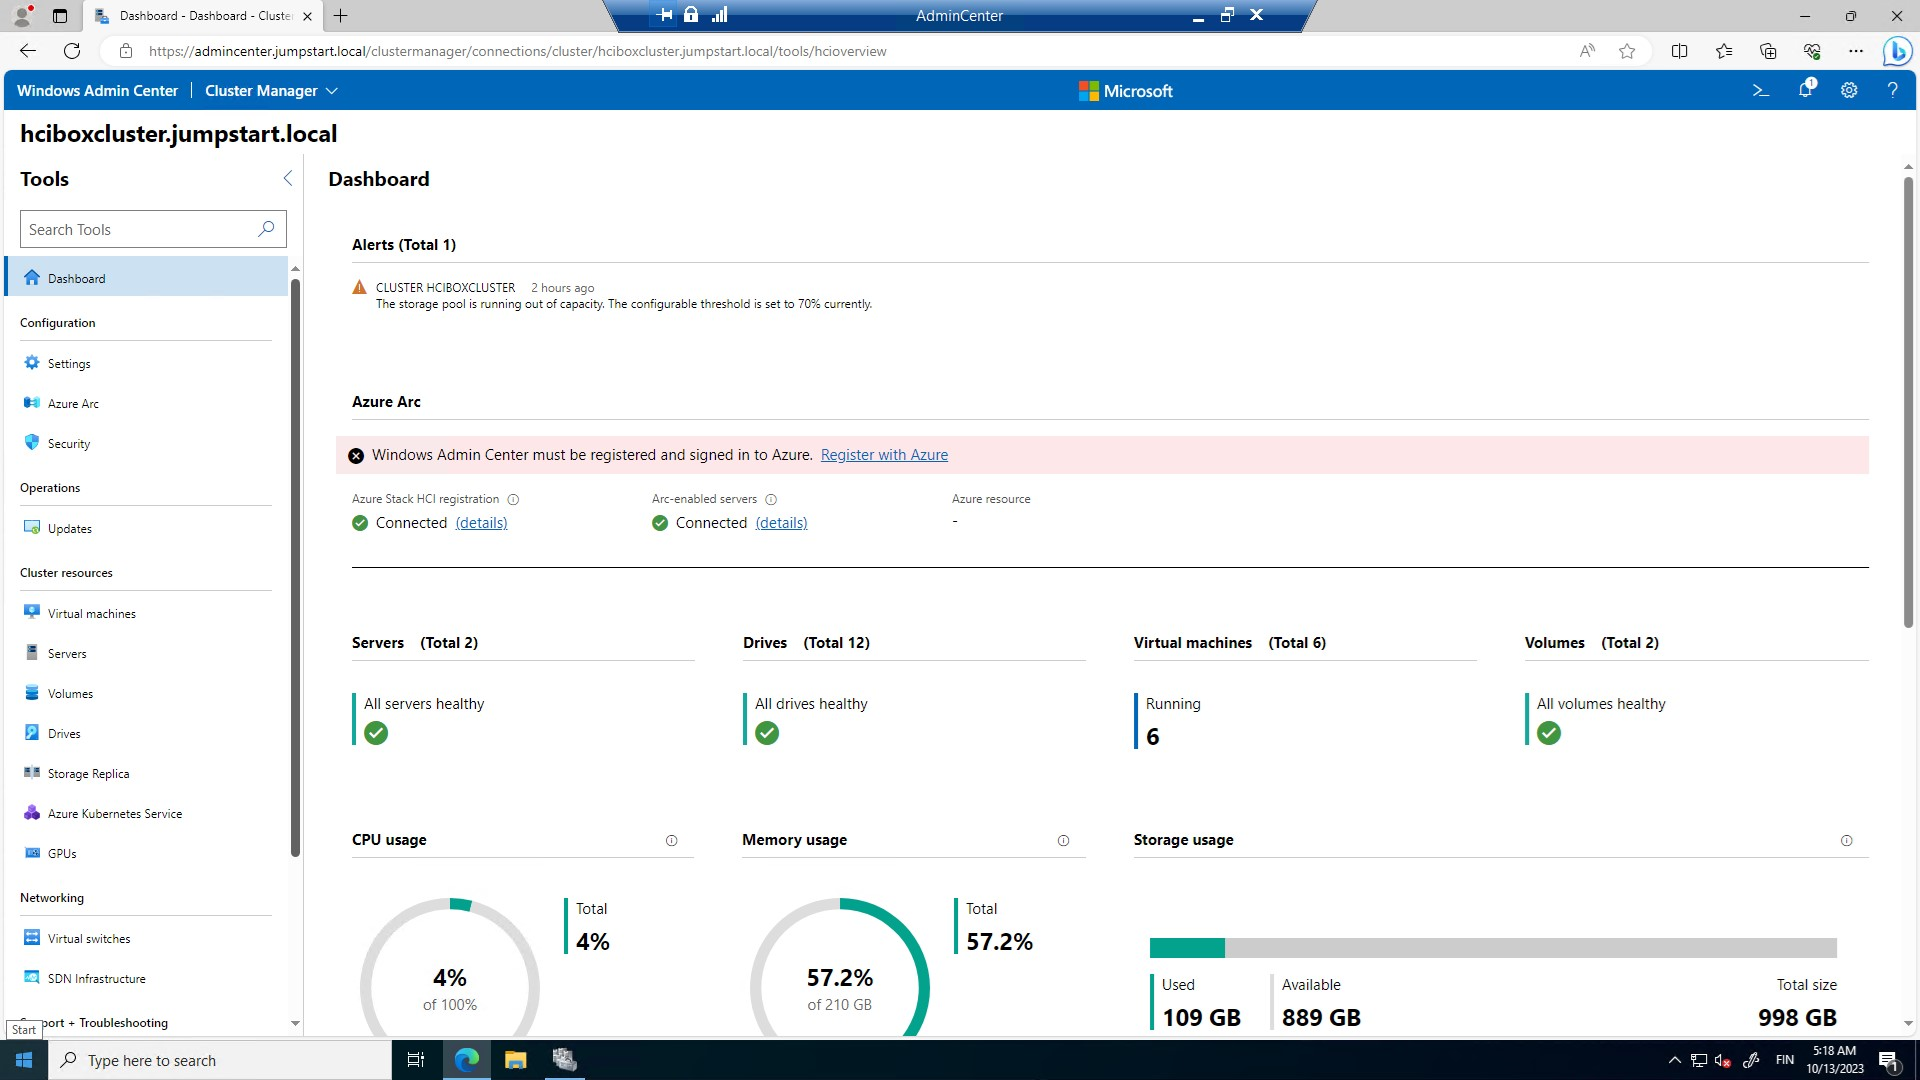 AdminCenter
Dashboard - Dashboard - Cluste
https://admincenter.jumpstart.local/clustermanager/connections/cluster/hciboxcluster.jumpstart.local/tools/hcioverview
Windows Admin Center | Cluster Manager
Microsoft
1
?
hciboxcluster.jumpstart.local
Tools
Search Tools
Dashboard
Configuration
Settings
Azure Arc
Security
Operations
Updates
Cluster resources
Virtual machines
Servers
Volumes
Drives
Storage Replica
Azure Kubernetes Service
GPUs
Networking
Virtual switches
SDN Infrastructure
port + Troubleshooting
Start
Dashboard
Alerts (Total 1)
CLUSTER HCIBOXCLUSTER 2 hours ago
The storage pool is running out of capacity. The configurable threshold is set to 70% currently.
Azure Arc
Windows Admin Center must be registered and signed in to Azure. Register with Azure
Azure Stack HCI registration
Connected (details)
Arc-enabled servers
Connected (details)
Azure resource
-
Servers (Total 2)
All servers healthy
Drives (Total 12)
All drives healthy
Virtual machines (Total 6)
Running
6
Volumes (Total 2)
All volumes healthy
CPU usage
4%
of 100%
Total
4%
Memory usage
57.2%
of 210 GB
Total
57.2%
Storage usage
Used
109 GB
Available
889 GB
Total size
998 GB
Type here to search
FIN
5:18 AM
10/13/2023
1